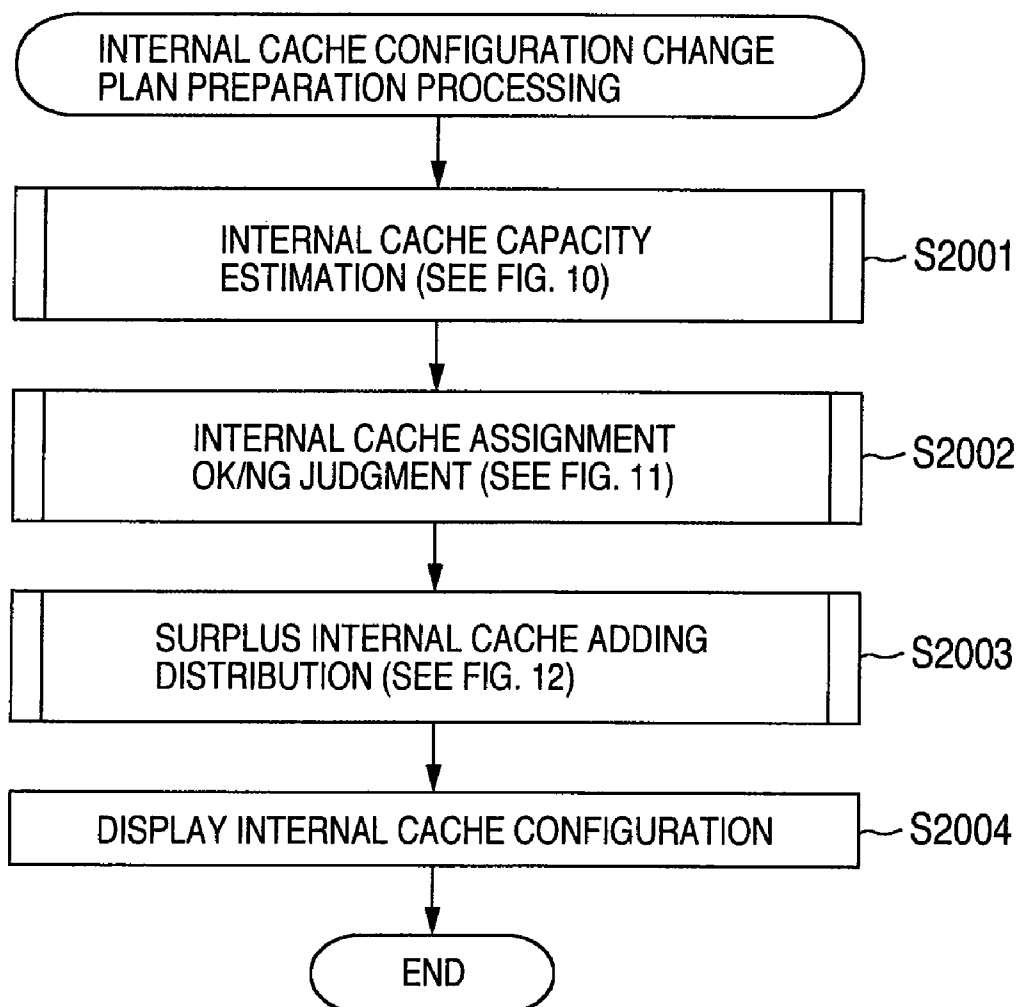 INTERNAL CACHE CONFIGURATION CHANGE
PLAN PREPARATION PROCESSING
INTERNAL CACHE CAPACITY
ESTIMATION (SEE FIG. 10)
S2001
INTERNAL CACHE ASSIGNMENT
OK/NG JUDGMENT (SEE FIG. 11)
S2002
SURPLUS INTERNAL CACHE ADDING
DISTRIBUTION (SEE FIG. 12)
S2003
DISPLAY INTERNAL CACHE CONFIGURATION
S2004
END